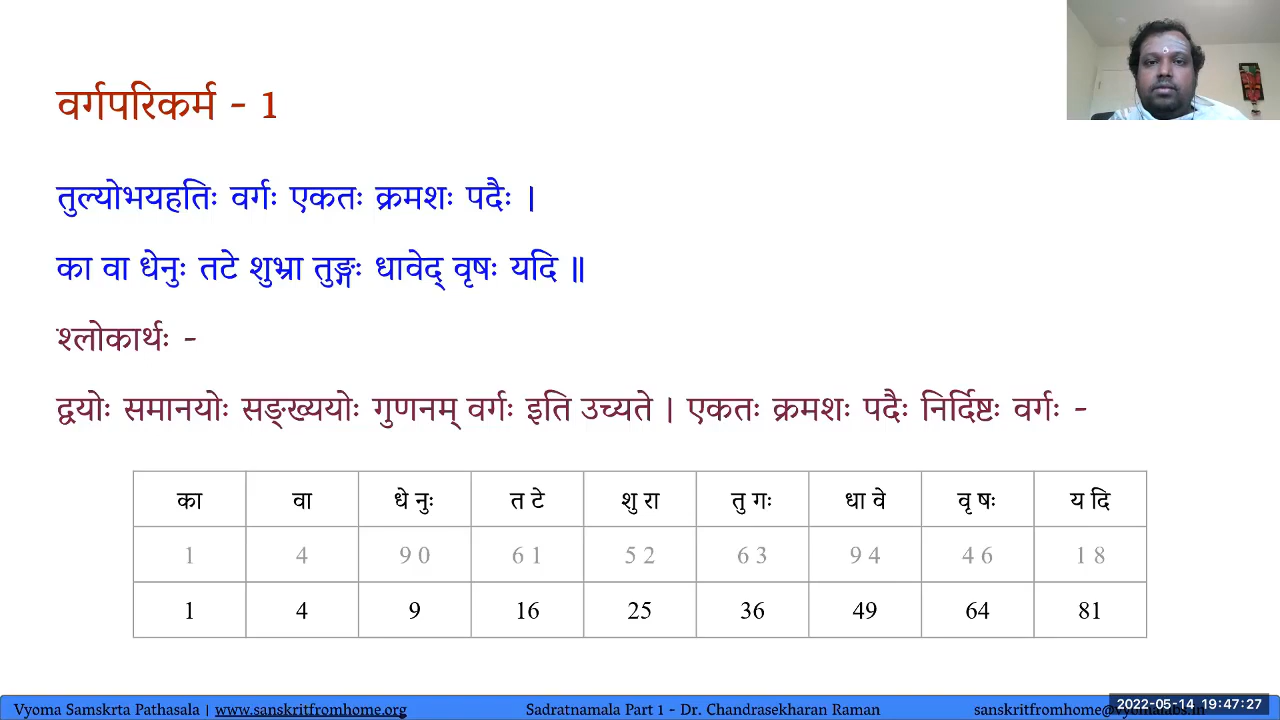 वर्गपरिकर्म - 1
तुल्योभयहतिः वर्गः एकतः क्रमशः पदैः ।
का वा धेनुः तटे शुभ्रा तुङ्गः धावेद् वृषः यदि ॥
श्लोकार्थः -
द्वयोः समानयोः सङ्ख्ययोः गुणनम् वर्गः इति उच्यते । एकतः क्रमशः पदैः निर्दिष्टः वर्गः -
का वा धे नुः त टे शु रा तु गः धा वे वृ षः य दि
1 4 9 0 6 1 5 2 6 3 9 4 4 6 1 8
1 4 9 16 25 36 49 64 81
2022-05-14 19:47:27
Vyoma Samskrta Pathasala | www.sanskritfromhome.org Sadratnamala Part 1 - Dr. Chandrasekharan Raman